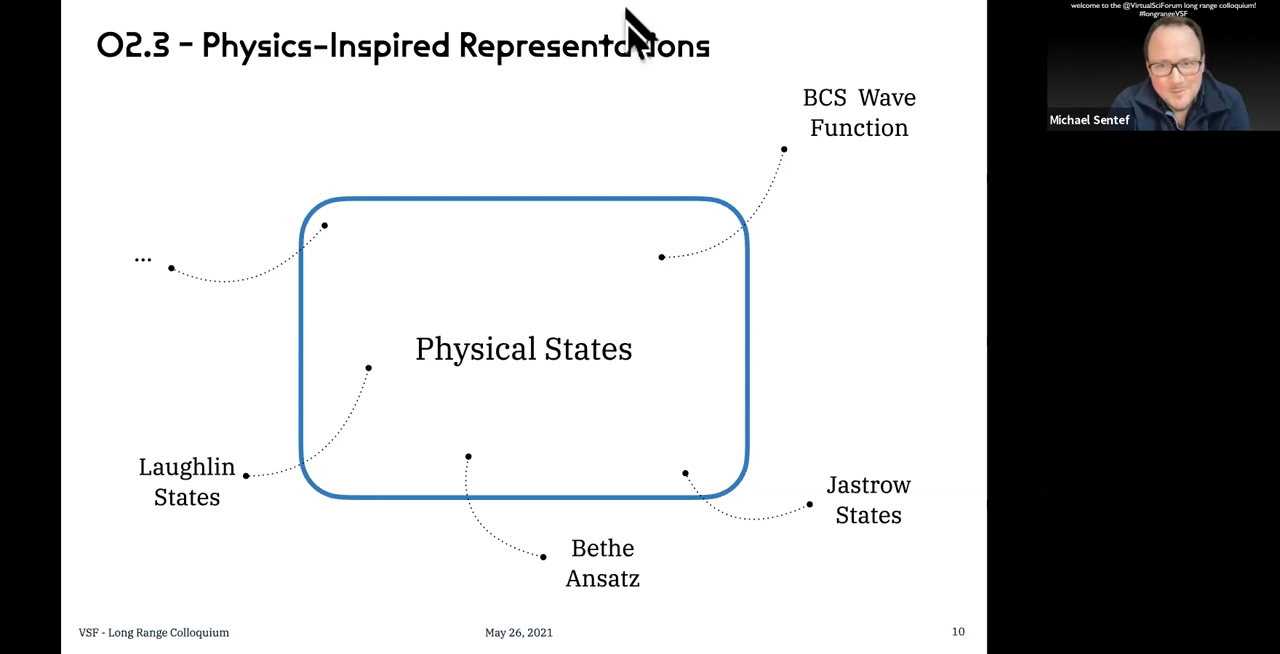 02.3 - Physics-Inspired Representations
welcome to the @VirtualSciForum long range colloquium!
#longrangeVSF
Michael Sentef
BCS Wave
Function
...
Physical States
Laughlin
States
Jastrow
States
Bethe
Ansatz
VSF - Long Range Colloquium
May 26, 2021
10